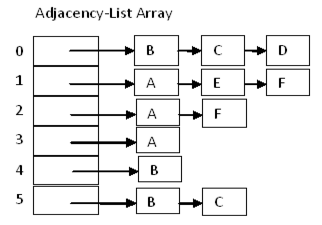 Adjacency-List Array
0 B C D
1 A E F
2 A F
3 A
4 B
5 B C